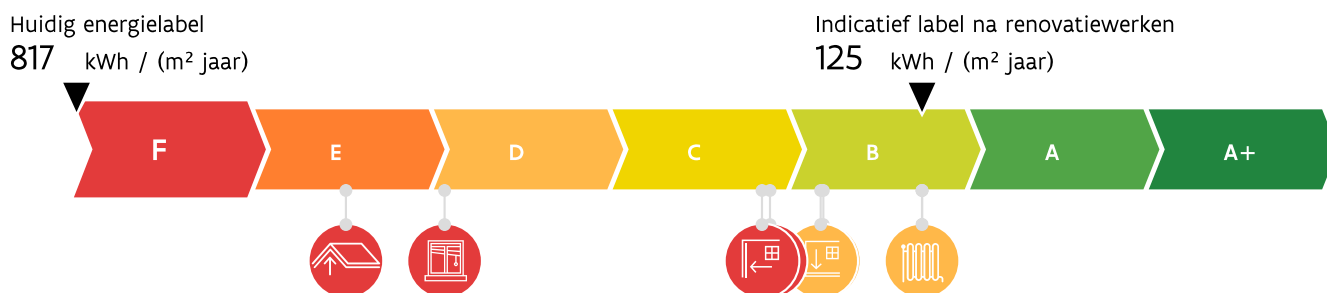 Huidig energielabel
817 kWh / (m² jaar)
Indicatief label na renovatiewerken
125 kWh / (m² jaar)
F E D C B A A+